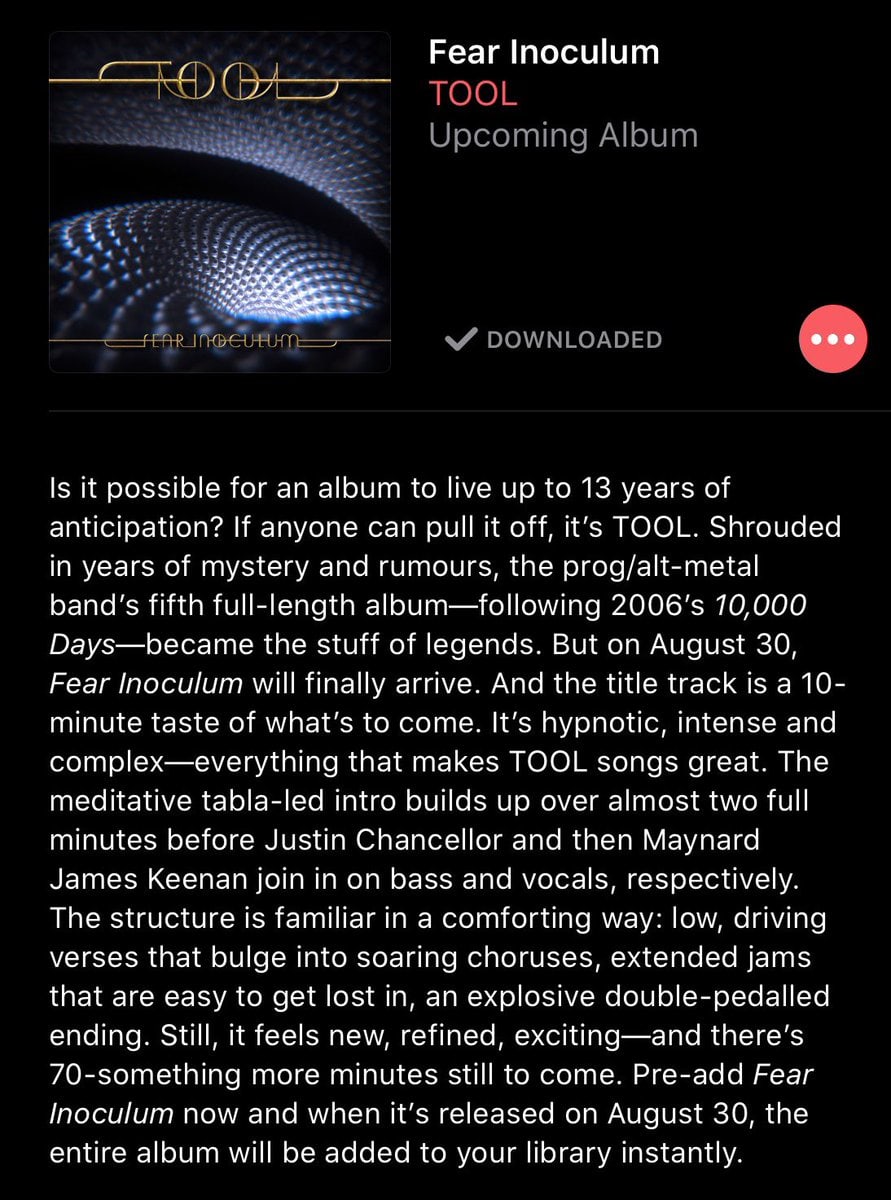 TOOL
FEAR INOCULUM
Fear Inoculum
TOOL
Upcoming Album
DOWNLOADED
Is it possible for an album to live up to 13 years of
anticipation? If anyone can pull it off, it’s TOOL. Shrouded
in years of mystery and rumours, the prog/alt-metal
band’s fifth full-length album—following 2006’s 10,000
Days—became the stuff of legends. But on August 30,
Fear Inoculum will finally arrive. And the title track is a 10-
minute taste of what’s to come. It’s hypnotic, intense and
complex—everything that makes TOOL songs great. The
meditative tabla-led intro builds up over almost two full
minutes before Justin Chancellor and then Maynard
James Keenan join in on bass and vocals, respectively.
The structure is familiar in a comforting way: low, driving
verses that bulge into soaring choruses, extended jams
that are easy to get lost in, an explosive double-pedalled
ending. Still, it feels new, refined, exciting—and there’s
70-something more minutes still to come. Pre-add Fear
Inoculum now and when it’s released on August 30, the
entire album will be added to your library instantly.